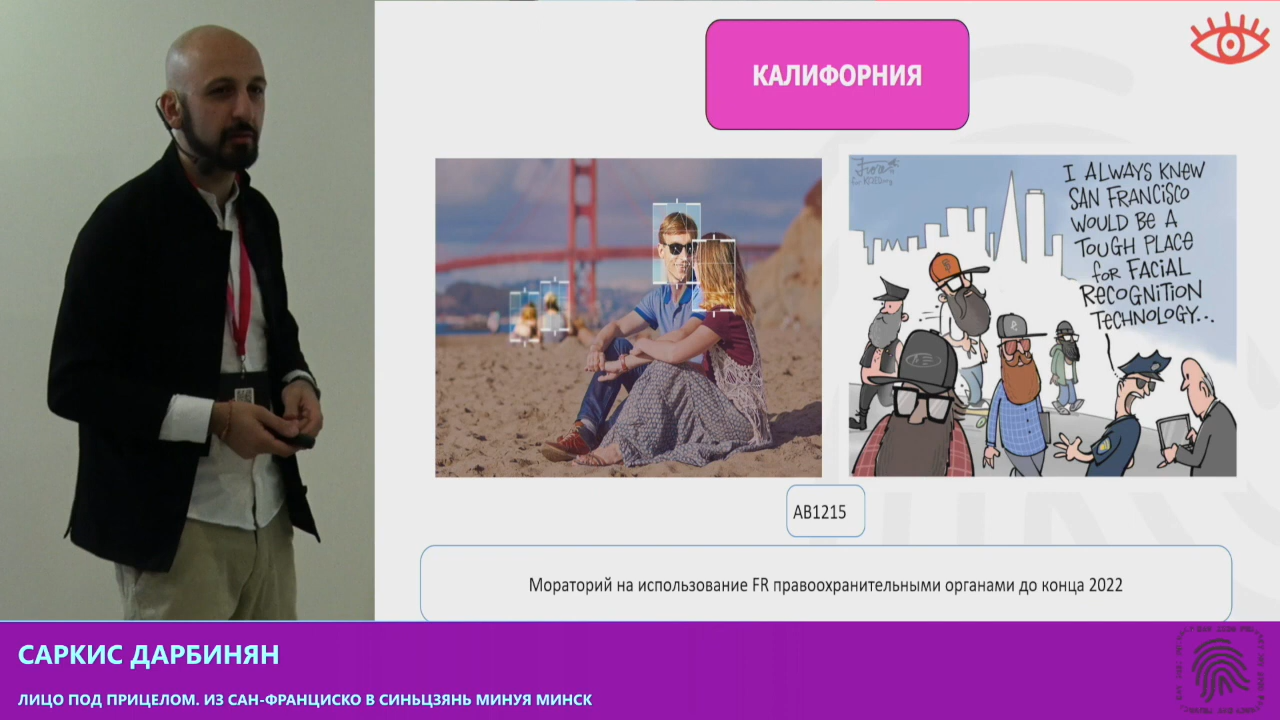 КАЛИФОРНИЯ
I ALWAYS KNEW
SAN FRANCISCO
WOULD BE A
TOUGH PLACE
for FACIAL
RECOGNITION
TECHNOLOGY...
AB1215
Мораторий на использование FR правоохранительными органами до конца 2022
САРКИС ДАРБИНЯН
ЛИЦО ПОД ПРИЦЕЛОМ. ИЗ САН-ФРАНЦИСКО В СИНЬЦЗЯНЬ МИНУЯ МИНСК